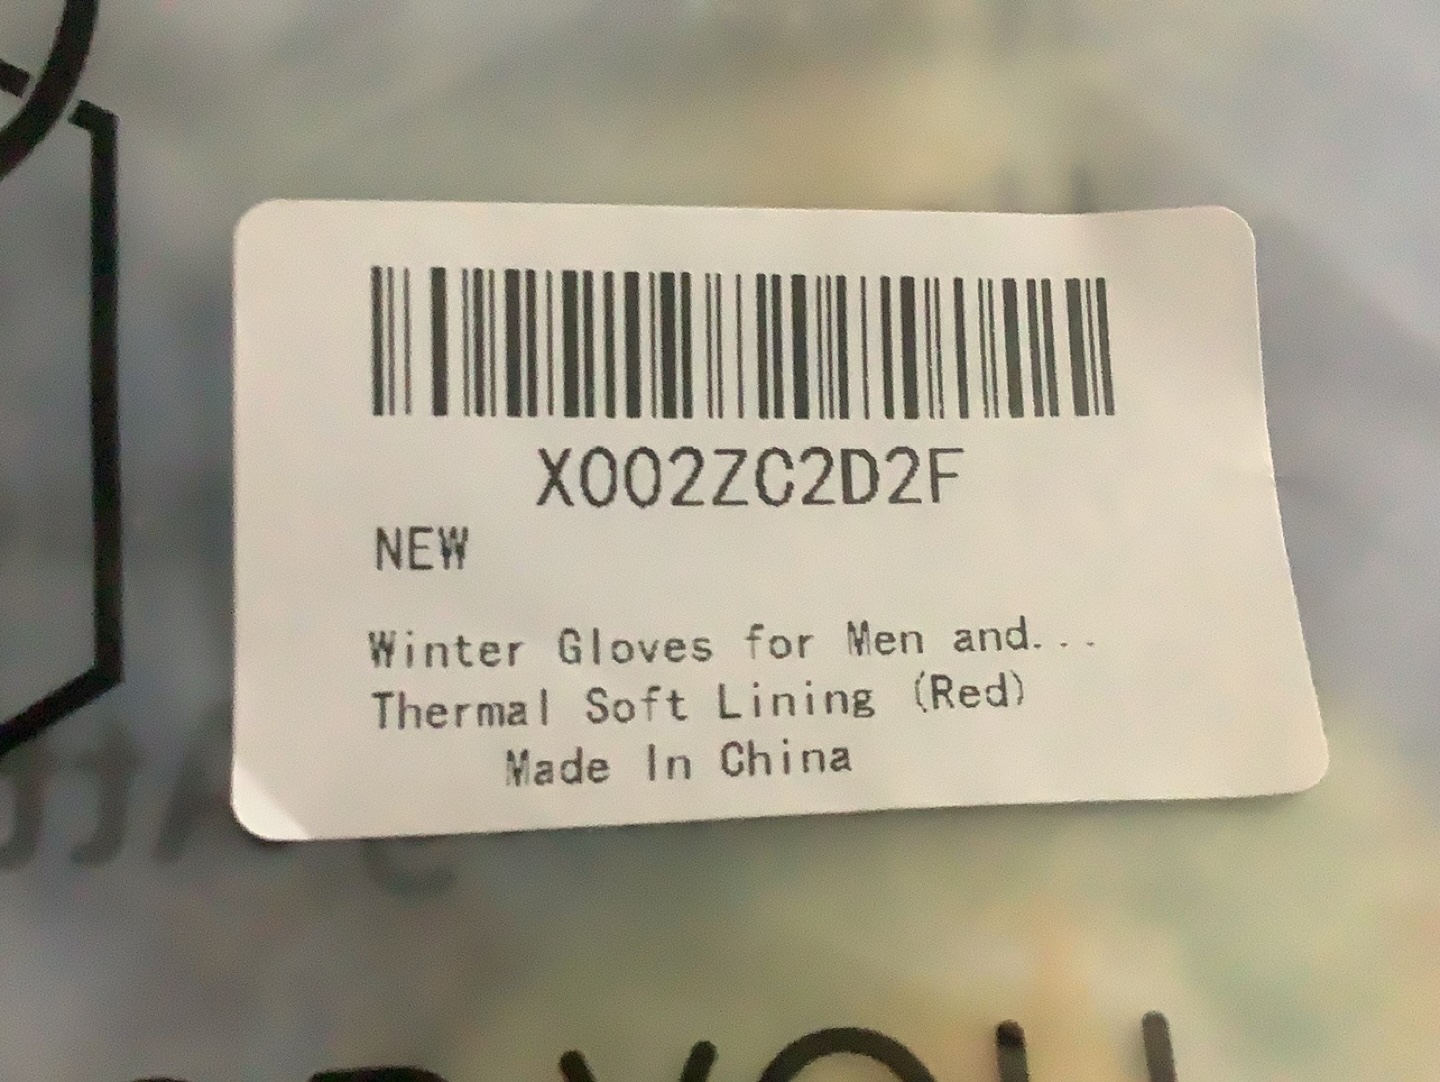 X002ZC2D2F
NEW
Winter Gloves for Men and...
Thermal Soft Lining (Red)
Made In China